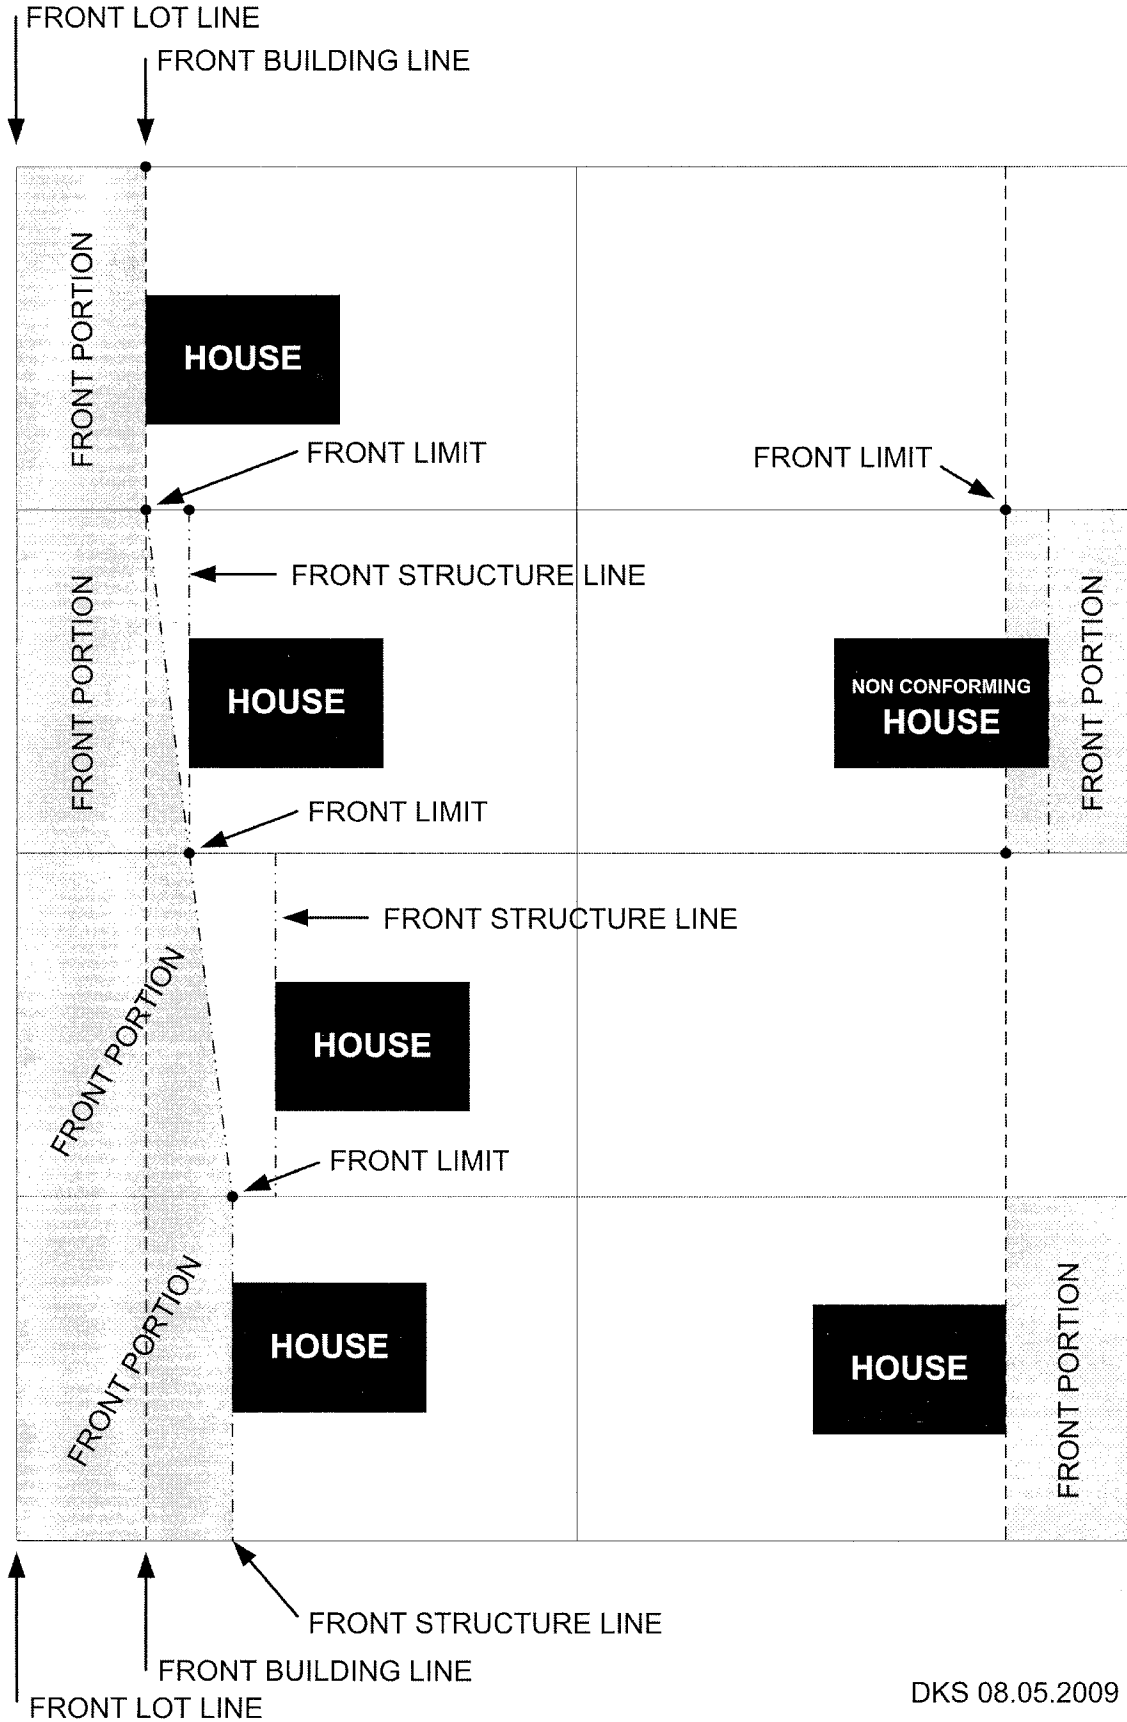 FRONT LOT LINE
FRONT BUILDING LINE
FRONT PORTION
HOUSE
FRONT LIMIT
FRONT LIMIT
FRONT STRUCTURE LINE
FRONT PORTION
HOUSE
NON CONFORMING
HOUSE
FRONT PORTION
FRONT LIMIT
FRONT STRUCTURE LINE
FRONT PORTION
HOUSE
FRONT LIMIT
FRONT PORTION
HOUSE
HOUSE
FRONT PORTION
FRONT STRUCTURE LINE
FRONT BUILDING LINE
DKS 08.05.2009
FRONT LOT LINE